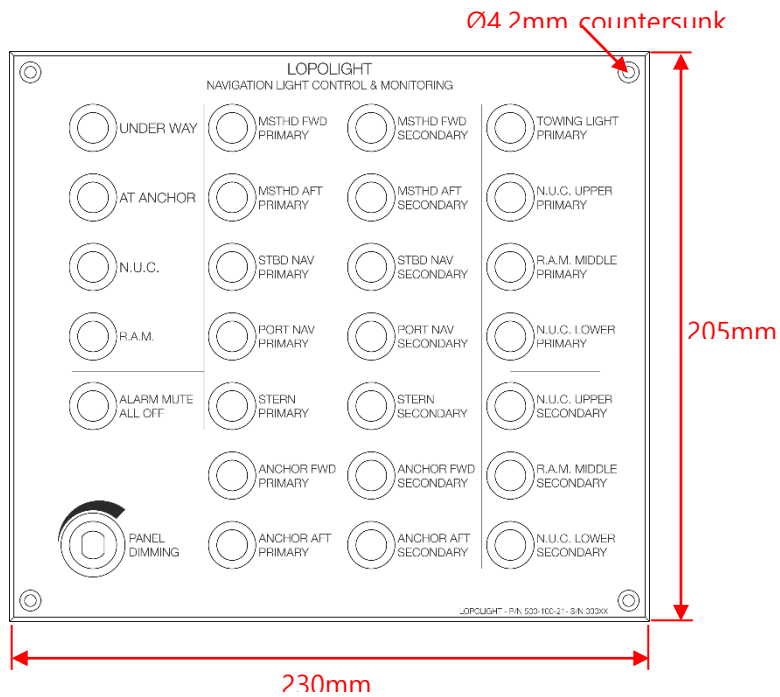 Ø4.2mm countersunk
LOPOLIGHT
NAVIGATION LIGHT CONTROL & MONITORING
UNDER WAY
MSTHD FWD
PRIMARY
MSTHD FWD
SECONDARY
TOWING LIGHT
PRIMARY
AT ANCHOR
MSTHD AFT
PRIMARY
MSTHD AFT
SECONDARY
N.U.C. UPPER
PRIMARY
N.U.C.
STBD NAV
PRIMARY
STBD NAV
SECONDARY
R.A.M. MIDDLE
PRIMARY
R.A.M.
PORT NAV
PRIMARY
PORT NAV
SECONDARY
N.U.C. LOWER
PRIMARY
205mm
ALARM MUTE
ALL OFF
STERN
PRIMARY
STERN
SECONDARY
N.U.C. UPPER
SECONDARY
ANCHOR FWD
PRIMARY
ANCHOR FWD
SECONDARY
R.A.M. MIDDLE
SECONDARY
PANEL
DIMMING
ANCHOR AFT
PRIMARY
ANCHOR AFT
SECONDARY
N.U.C. LOWER
SECONDARY
LOPOLIGHT - P/N 500-100-21- S/N
230mm